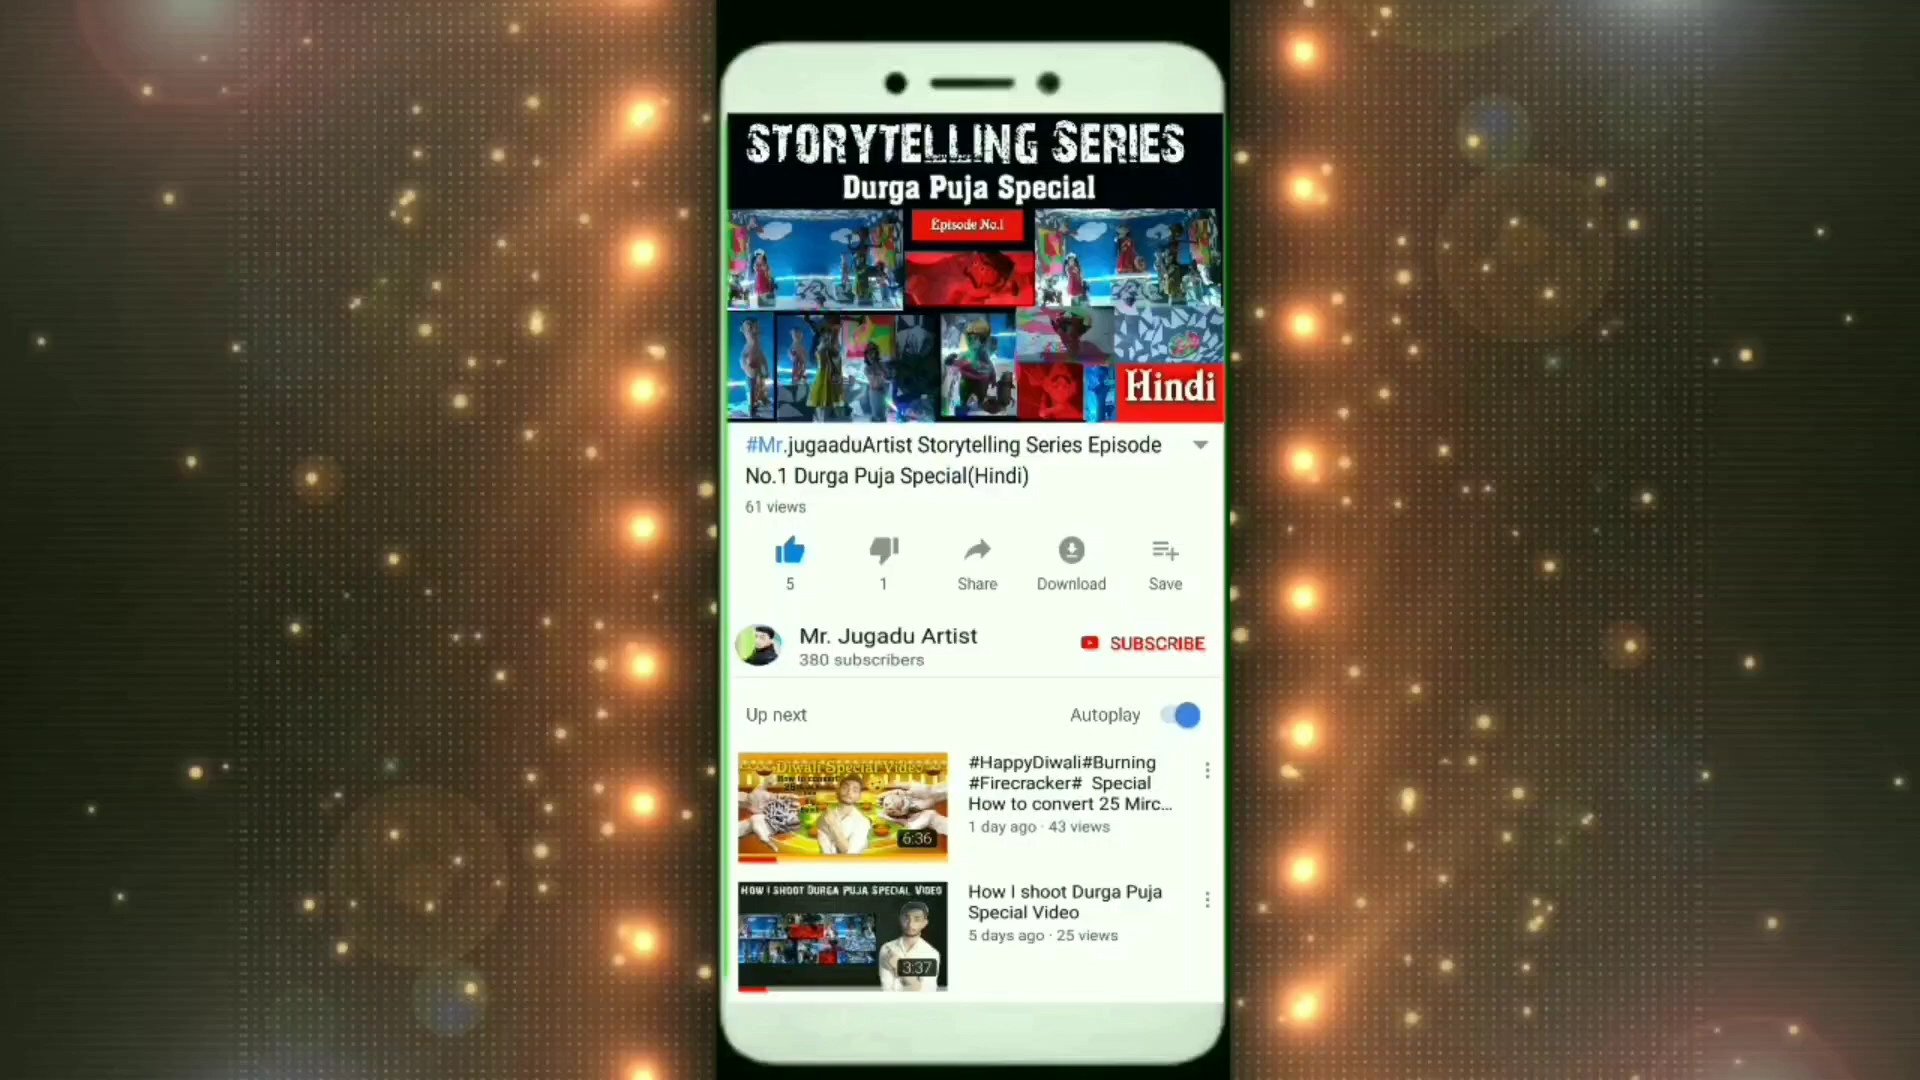 STORYTELLING SERIES
Durga Puja Special
Episode No.1
Hindi
#Mr.jugaaduArtist Storytelling Series Episode
No.1 Durga Puja Special(Hindi)
61 views
5
1
Share
Download
Save
Mr. Jugadu Artist
380 subscribers
SUBSCRIBE
Up next
Autoplay
Diwali Special Video
How to convert
6:36
#HappyDiwali#Burning
#Firecracker# Special
How to convert 25 Mirc...
1 day ago · 43 views
HOW I SHOOT DURGA PUJA SPECIAL VIDEO
3:37
How I shoot Durga Puja
Special Video
5 days ago · 25 views